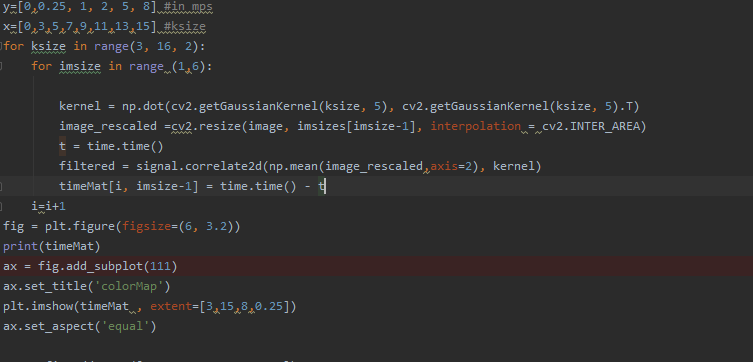 y=[0,0.25, 1, 2, 5, 8] #in mps
x=[0,3,5,7,9,11,13,15] #ksize
for ksize in range(3, 16, 2):
    for imsize in range (1,6):
        kernel = np.dot(cv2.getGaussianKernel(ksize, 5), cv2.getGaussianKernel(ksize, 5).T)
        image_rescaled =cv2.resize(image, imsizes[imsize-1], interpolation = cv2.INTER_AREA)
        t = time.time()
        filtered = signal.correlate2d(np.mean(image_rescaled,axis=2), kernel)
        timeMat[i, imsize-1] = time.time() - t
    i=i+1
fig = plt.figure(figsize=(6, 3.2))
print(timeMat)
ax = fig.add_subplot(111)
ax.set_title('colorMap')
plt.imshow(timeMat , extent=[3,15,8,0.25])
ax.set_aspect('equal')